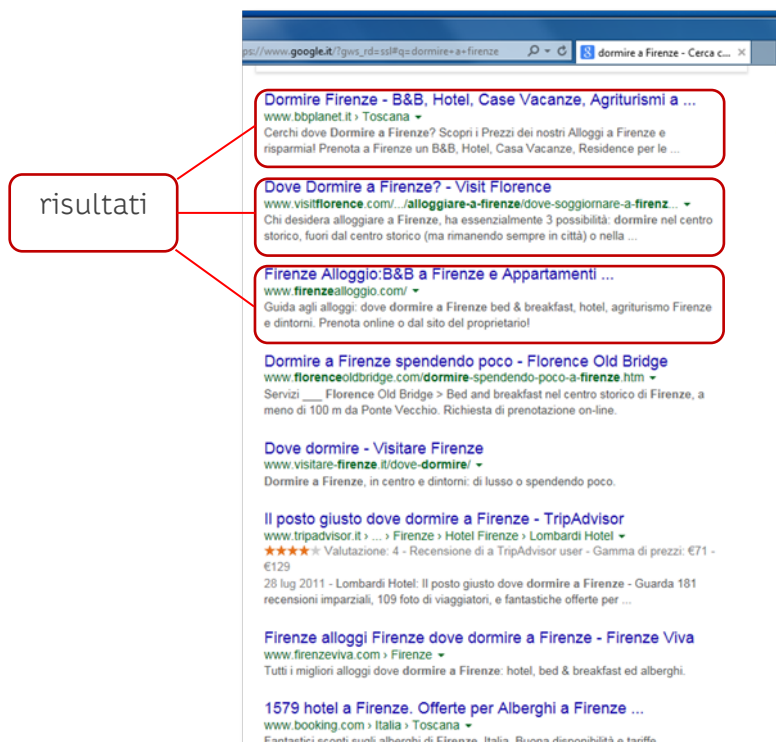 ps://www.google.it/?gws_rd=ssl#q=dormire+a+firenze
dormire a Firenze - Cerca c...
risultati
Dormire Firenze - B&B, Hotel, Case Vacanze, Agriturismi a ...
www.bbplanet.it › Toscana
Cerchi dove Dormire a Firenze? Scopri i Prezzi dei nostri Alloggi a Firenze e
risparmia! Prenota a Firenze un B&B, Hotel, Casa Vacanze, Residence per le ...
Dove Dormire a Firenze? - Visit Florence
www.visitflorence.com/.../alloggiare-a-firenze/dove-soggiornare-a-firenz...
Chi desidera alloggiare a Firenze, ha essenzialmente 3 possibilità: dormire nel centro
storico, fuori dal centro storico (ma rimanendo sempre in città) o nella ...
Firenze Alloggio:B&B a Firenze e Appartamenti ...
www.firenzealloggio.com/
Guida agli alloggi: dove dormire a Firenze bed & breakfast, hotel, agriturismo Firenze
e dintorni. Prenota online o dal sito del proprietario!
Dormire a Firenze spendendo poco - Florence Old Bridge
www.florenceoldbridge.com/dormire-spendendo-poco-a-firenze.htm
Servizi ___ Florence Old Bridge > Bed and breakfast nel centro storico di Firenze, a
meno di 100 m da Ponte Vecchio. Richiesta di prenotazione on-line.
Dove dormire - Visitare Firenze
www.visitare-firenze.it/dove-dormire/
Dormire a Firenze, in centro e dintorni: di lusso o spendendo poco.
Il posto giusto dove dormire a Firenze - TripAdvisor
www.tripadvisor.it › ... › Firenze › Hotel Firenze › Lombardi Hotel
Valutazione: 4 - Recensione di a TripAdvisor user - Gamma di prezzi: €71 -
€129
28 lug 2011 - Lombardi Hotel: Il posto giusto dove dormire a Firenze - Guarda 181
recensioni imparziali, 109 foto di viaggiatori, e fantastiche offerte per ...
Firenze alloggi Firenze dove dormire a Firenze - Firenze Viva
www.firenzeviva.com › Firenze
Tutti i migliori alloggi dove dormire a Firenze: hotel, bed & breakfast ed alberghi.
1579 hotel a Firenze. Offerte per Alberghi a Firenze ...
www.booking.com › Italia › Toscana
Fantastici sconti sugli alberghi di Firenze, Italia. Buona disponibilità e tariffe